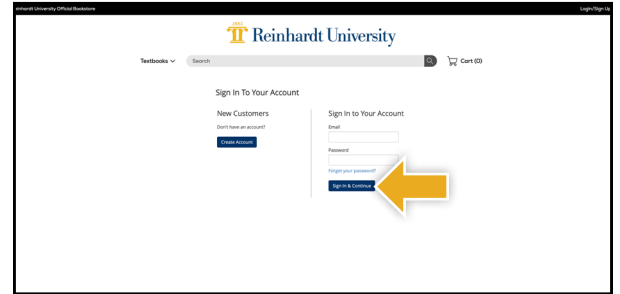 einhardt University Official Bookstore
Login/Sign Up
1883
Reinhardt University
Textbooks
Search
Cart (0)
Sign In To Your Account
New Customers
Don't have an account?
Create Account
Sign In to Your Account
Email
Password
Forgot your password?
Sign In & Continue